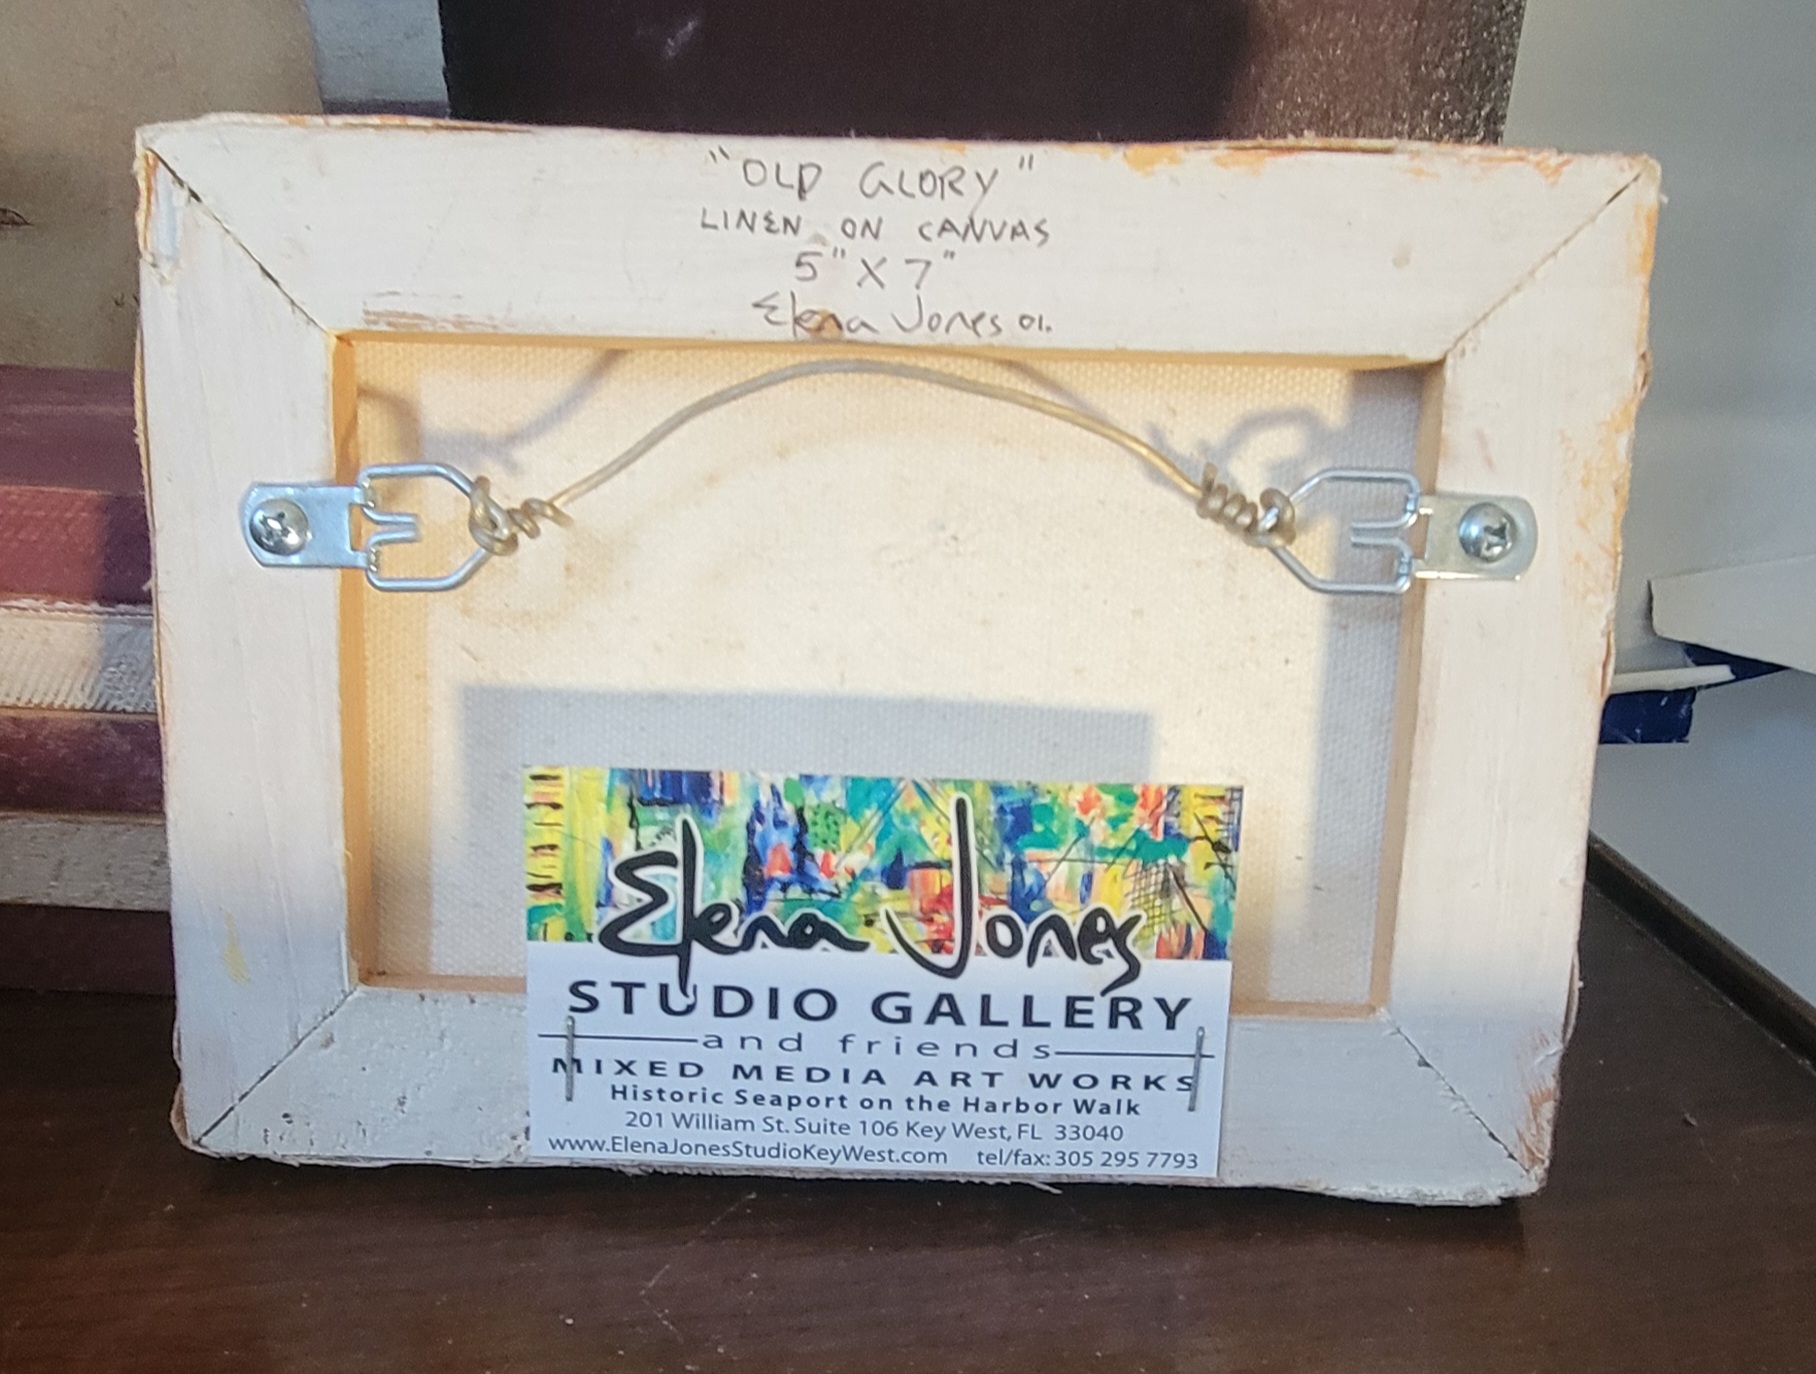 "OLD GLORY"
LINEN ON CANVAS
5" X 7"
Elena Jones 01.
Elena Jones
STUDIO GALLERY
and friends
MIXED MEDIA ART WORKS
Historic Seaport on the Harbor Walk
201 William St. Suite 106 Key West, FL 33040
www.ElenaJonesStudioKeyWest.com tel/fax: 305 295 7793